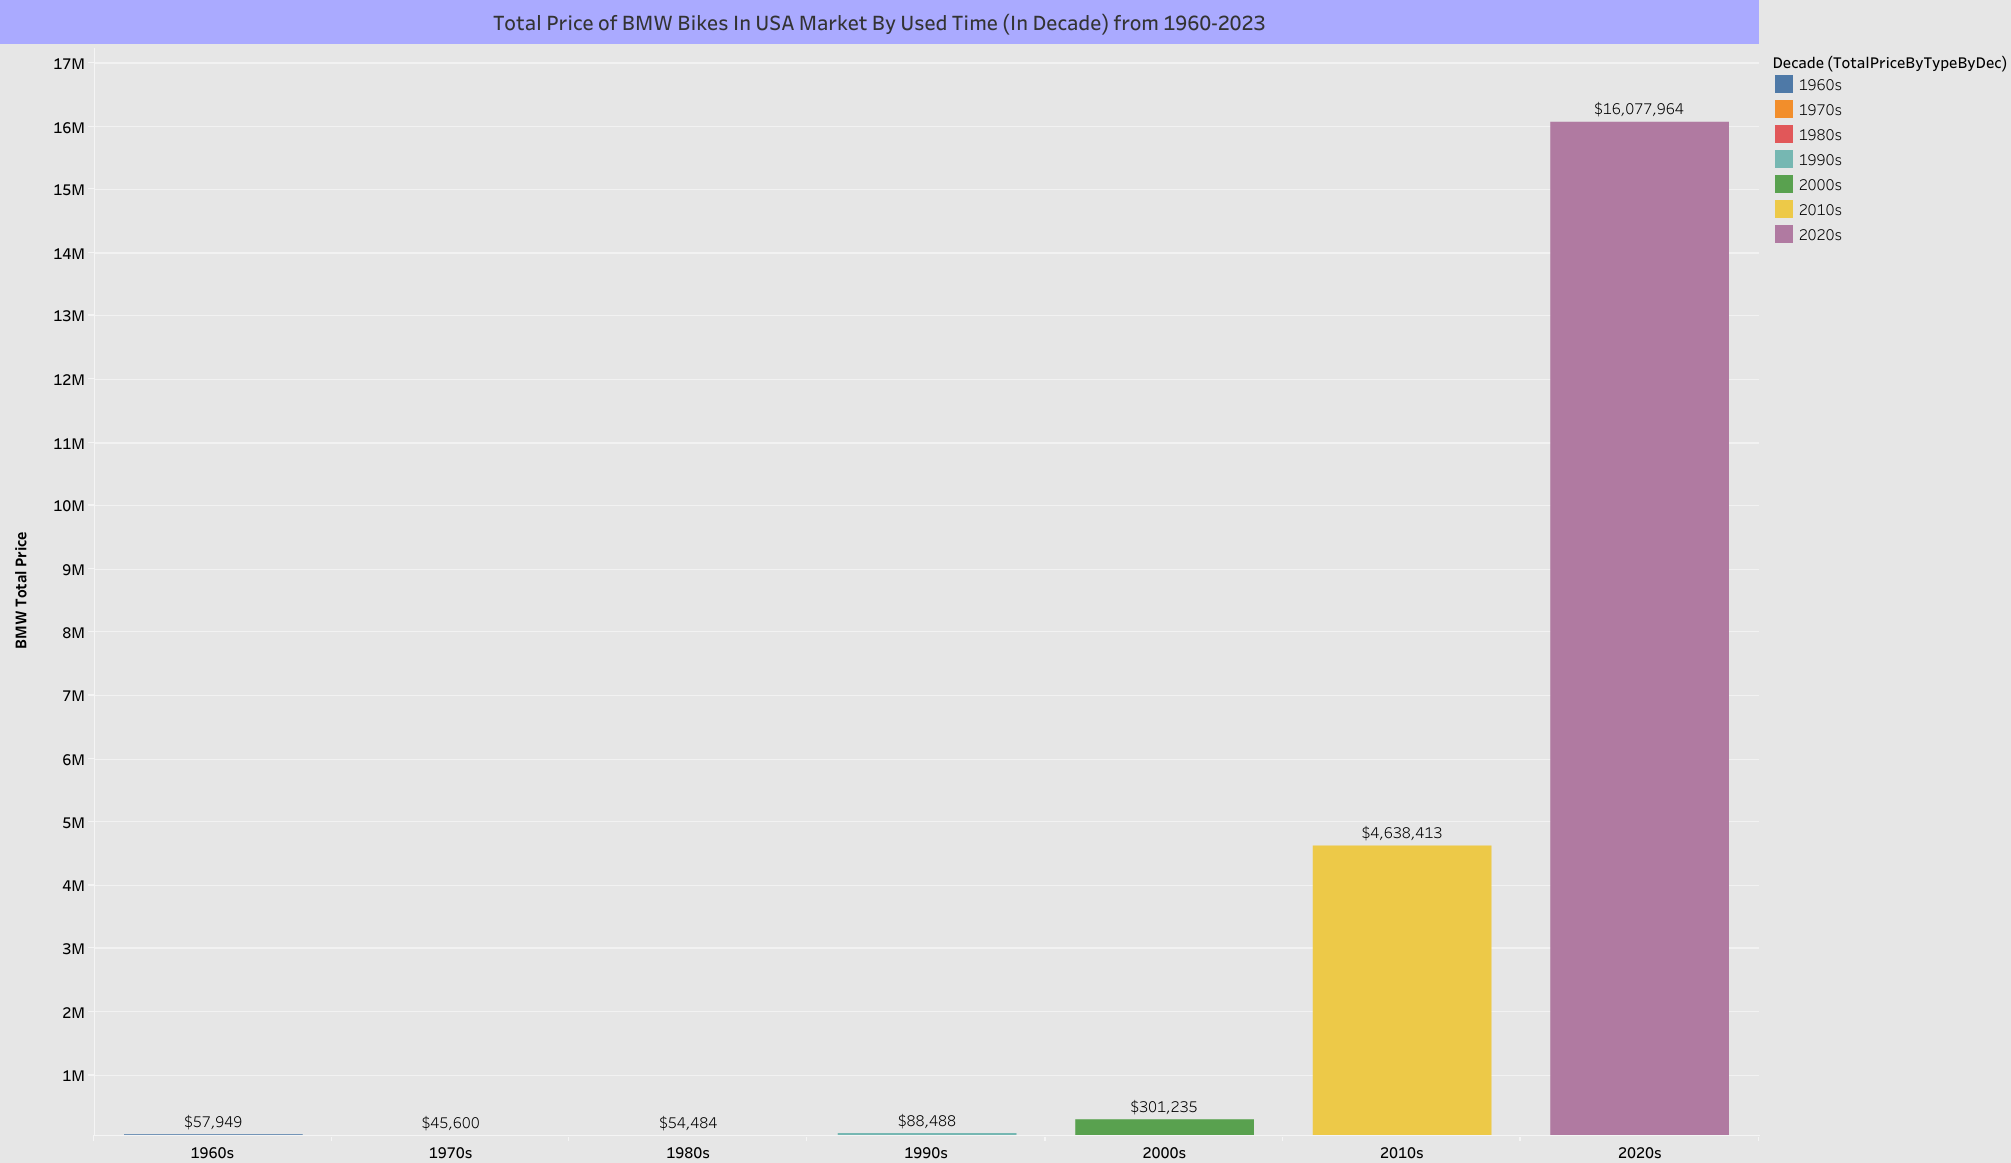 Total Price of BMW Bikes In USA Market By Used Time (In Decade) from 1960-2023
Decade (TotalPriceByTypeByDec)
1960s
1970s
1980s
1990s
2000s
2010s
2020s
BMW Total Price
17M
16M
15M
14M
13M
12M
11M
10M
9M
8M
7M
6M
5M
4M
3M
2M
1M
$57,949
$45,600
$54,484
$88,488
$301,235
$4,638,413
$16,077,964
1960s
1970s
1980s
1990s
2000s
2010s
2020s